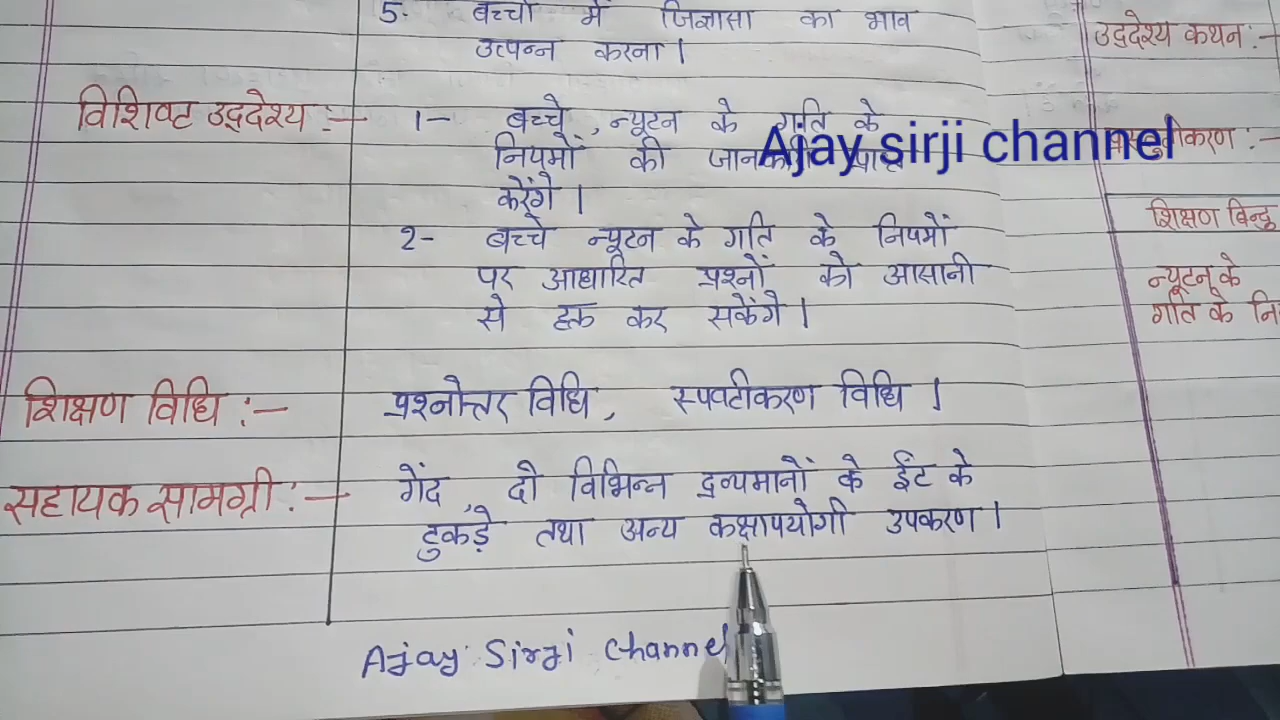 5. बच्चों में जिज्ञासा का भाव
उत्पन्न करना।
विशिष्ट उद्देश्य :— 1— बच्चे, न्यूटन के गति के
नियमों की
करेंगे।
2- बच्चे न्यूटन के गति के नियमों
पर आधारित प्रश्नों को आसानी
से हल कर सकेंगे।
शिक्षण विधि :— प्रश्नोत्तर विधि, स्पष्टीकरण विधि।
सहायक सामग्री :— गेंद, दो विभिन्न द्रव्यमानों के ईंट के
टुकड़े तथा अन्य कक्षापयोगी उपकरण।
Ajay Sirji Channel
Ajay sirji channel
उद्देश्य कथन :-
शिक्षण विन्दु
न्यूटन के
गति के नि